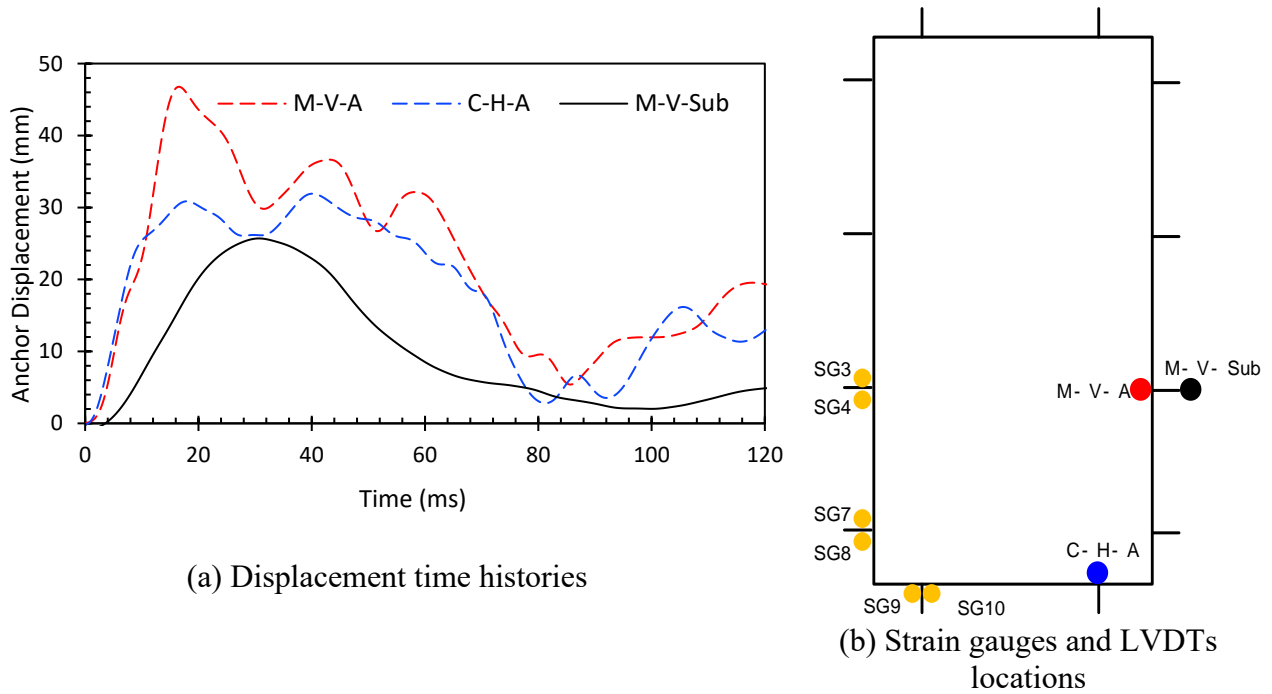 Anchor Displacement (mm)
50
40
30
20
10
0
M-V-A
C-H-A
M-V-Sub
0 20 40 60 80 100 120
Time (ms)
(a) Displacement time histories
SG3
SG4
SG7
SG8
SG9
SG10
M- V- A
M- V- Sub
C- H- A
(b) Strain gauges and LVDTs
locations